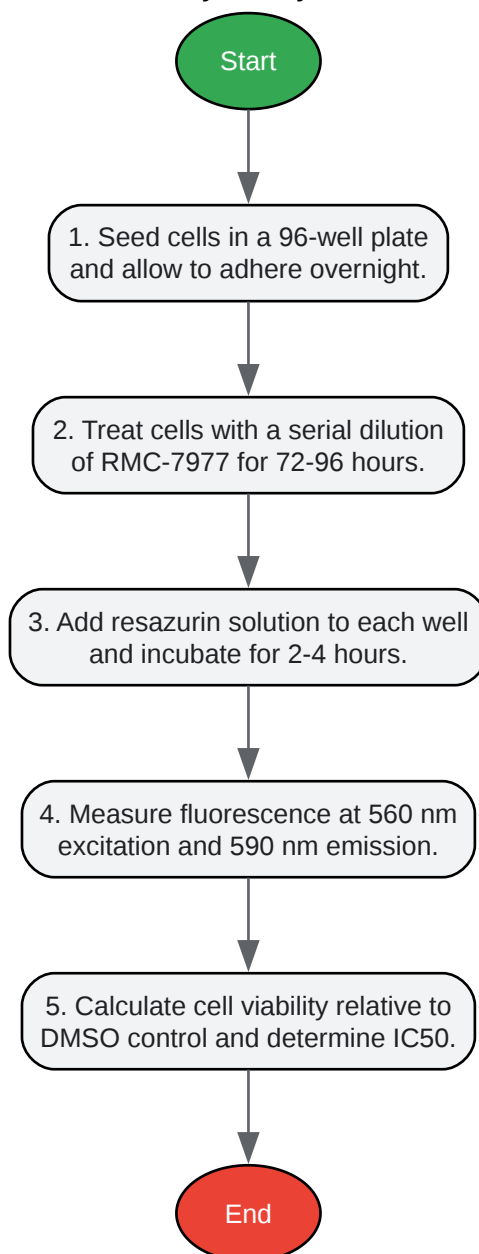 Start
1. Seed cells in a 96-well plate
and allow to adhere overnight.
2. Treat cells with a serial dilution
of RMC-7977 for 72-96 hours.
3. Add resazurin solution to each well
and incubate for 2-4 hours.
4. Measure fluorescence at 560 nm
excitation and 590 nm emission.
5. Calculate cell viability relative to
DMSO control and determine IC50.
End